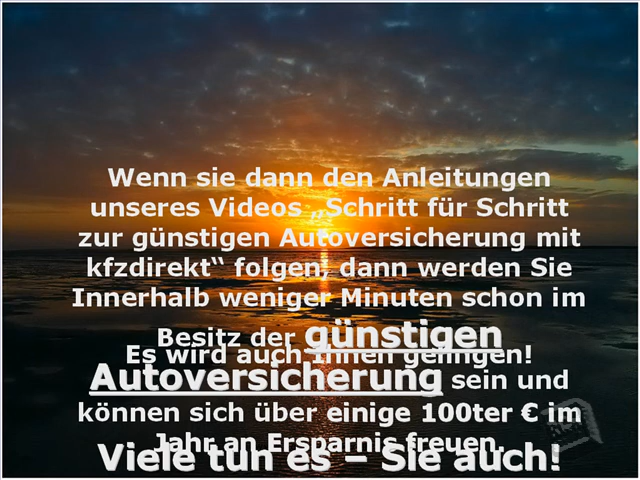 Wenn sie dann den Anleitungen
unseres Videos „Schritt für Schritt
zur günstigen Autoversicherung mit
kfzdirekt“ folgen, dann werden Sie
Innerhalb weniger Minuten schon im
Besitz der günstigen
Es wird auch Ihnen gelingen!
Autoversicherung sein und
können sich über einige 100ter € im
Jahr an Ersparnis freuen.
Viele tun es – Sie auch!